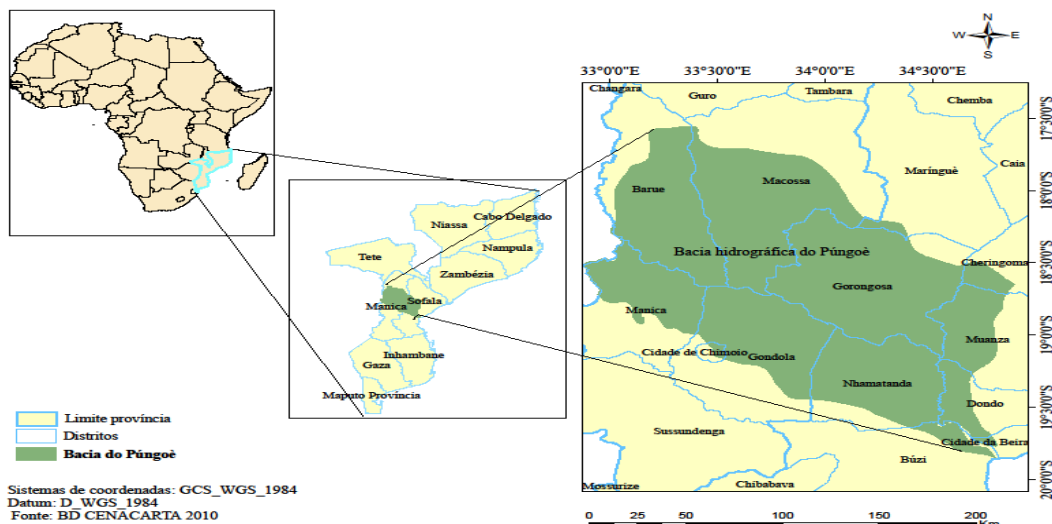 N
W E
S
33°0'0"E 33°30'0"E 34°0'0"E 34°30'0"E
Changara
Guro
Tambara
Chemba
17°30'0"S
Caia
Marínguè
Macossa
Barue
18°0'0"S
Bacia hidrográfica do Púngoè
Cheringoma
18°30'0"S
Gorongosa
Manica
19°0'0"S
Muanza
Cidade de Chimoio
Gondola
Nhamatanda
Dondo
19°30'0"S
Sussundenga
Cidade da Beira
Búzi
Mossurize
Chibabava
20°0'0"S
Niassa
Cabo Delgado
Nampula
Tete
Zambézia
Sofala
Manica
Inhambane
Gaza
Maputo Província
Limite província
Distritos
Bacia do Púngoè
Sistemas de coordenadas: GCS_WGS_1984
Datum: D_WGS_1984
Fonte: BD CENACARTA 2010
0 25 50 100 150 200
Km